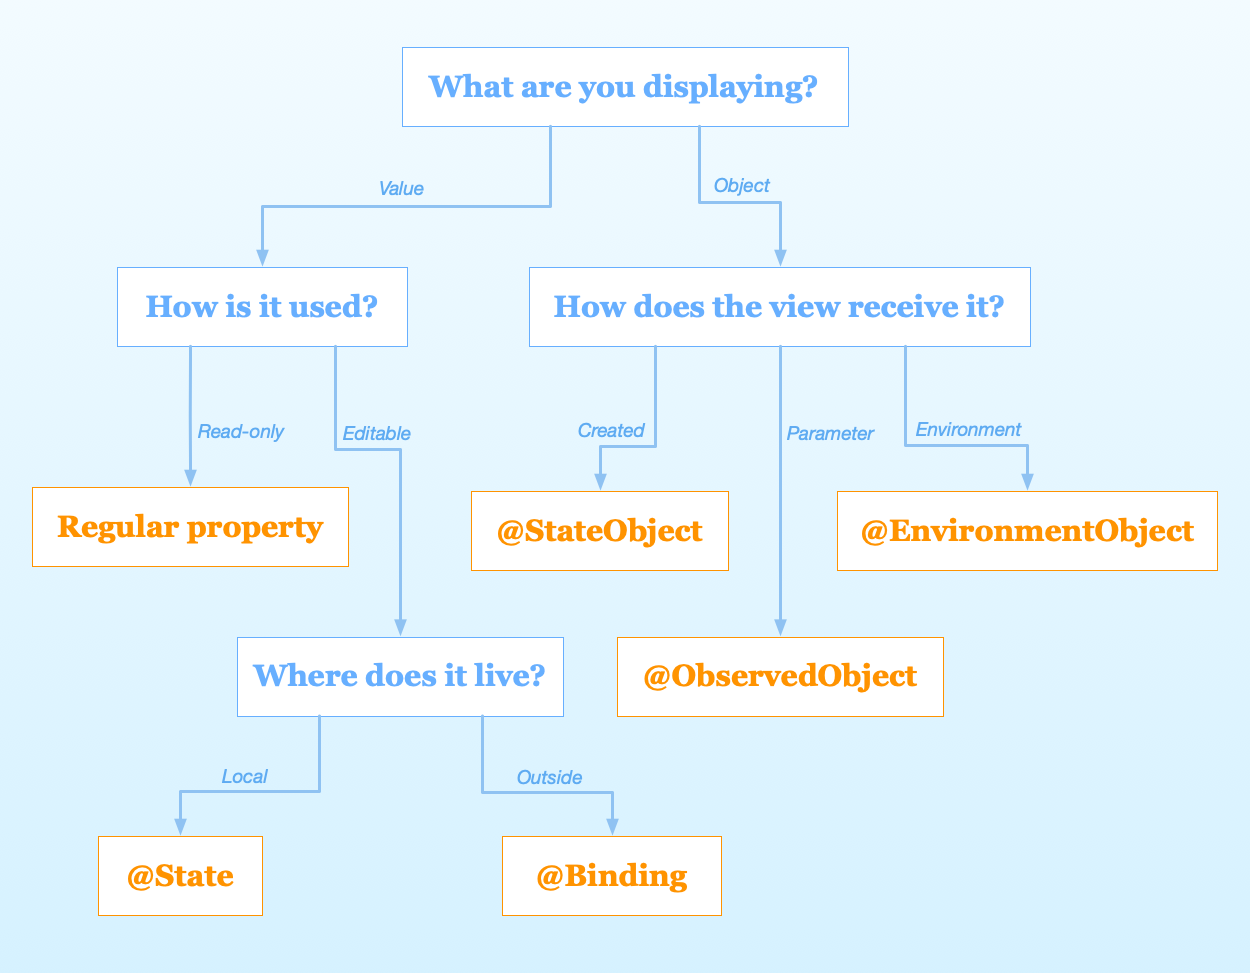 What are you displaying?
Value
Object
How is it used?
How does the view receive it?
Read-only
Editable
Created
Parameter
Environment
Regular property
@StateObject
@EnvironmentObject
Where does it live?
@ObservedObject
Local
Outside
@State
@Binding